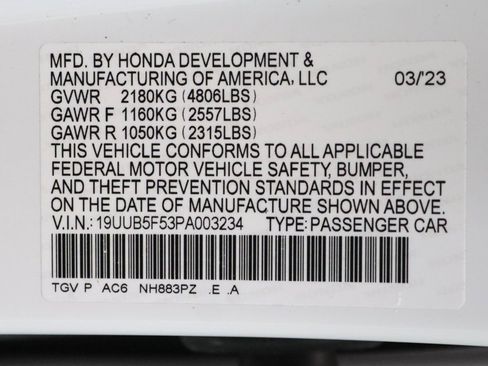 MFD. BY HONDA DEVELOPMENT &
MANUFACTURING OF AMERICA, LLC 03/'23
GVWR 2180KG (4806LBS)
GAWR F 1160KG (2557LBS)
GAWR R 1050KG (2315LBS)
THIS VEHICLE CONFORMS TO ALL APPLICABLE
FEDERAL MOTOR VEHICLE SAFETY, BUMPER,
AND THEFT PREVENTION STANDARDS IN EFFECT
ON THE DATE OF MANUFACTURE SHOWN ABOVE.
V.I.N.: 19UUB5F53PA003234 TYPE: PASSENGER CAR
TGV P AC6 NH883PZ .E .A